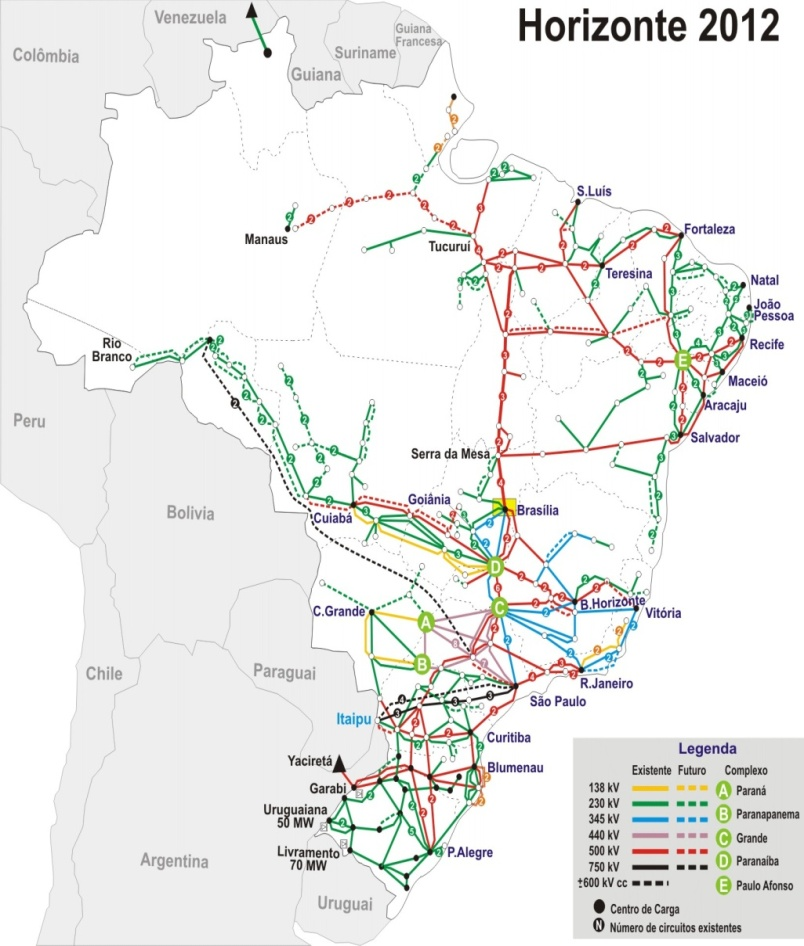 Horizonte 2012
Venezuela
Colômbia
Guiana
Suriname
Guiana
Francesa
S.Luís
Manaus
Tucuruí
Fortaleza
Teresina
Natal
João
Pessoa
Rio
Branco
Recife
E
Maceió
Aracaju
Peru
Salvador
Serra da Mesa
Goiânia
Brasília
Cuiabá
Bolivia
D
C.Grande
C
B.Horizonte
Vitória
A
B
Chile
Paraguai
R.Janeiro
São Paulo
Itaipu
Curitiba
Yaciretá
Blumenau
Garabi
Uruguaiana
50 MW
Livramento
70 MW
P.Alegre
Argentina
Uruguai
Legenda
Existente Futuro Complexo
138 kV A Paraná
230 kV B Paranapanema
345 kV
440 kV C Grande
500 kV D Paranaíba
750 kV
±600 kV cc E Paulo Afonso
Centro de Carga
N Número de circuitos existentes